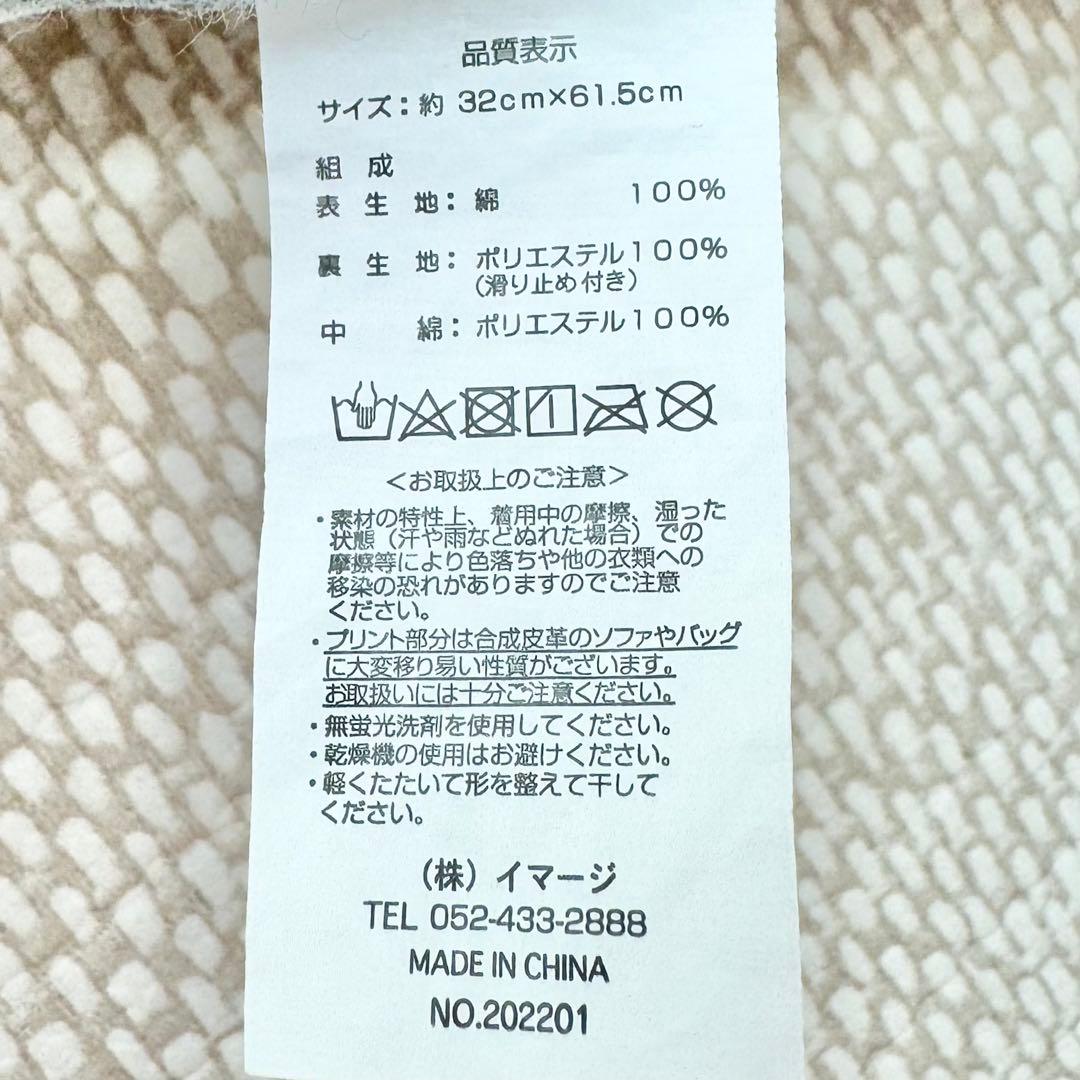 品質表示
サイズ：約 32cm×61.5cm
組 成
表 生 地：綿 100%
裏 生 地：ポリエステル100%
（滑り止め付き）
中 綿：ポリエステル100%
＜お取扱上のご注意＞
・素材の特性上、着用中の摩擦、湿った
状態（汗や雨などぬれた場合）での
摩擦等により色落ちや他の衣類への
移染の恐れがありますのでご注意
ください。
・プリント部分は合成皮革のソファやバッグ
に大変移り易い性質がございます。
お取扱いには十分ご注意ください。
・無蛍光洗剤を使用してください。
・乾燥機の使用はお避けください。
・軽くたたいて形を整えて干して
ください。
（株）イマージ
TEL 052-433-2888
MADE IN CHINA
NO.202201